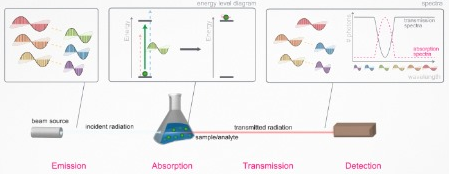 energy level diagram
spectra
Energy
Energy
# photons
transmission
spectra
absorption
spectra
wavelength
beam source
incident radiation
sample/analyte
transmitted radiation
Emission
Absorption
Transmission
Detection